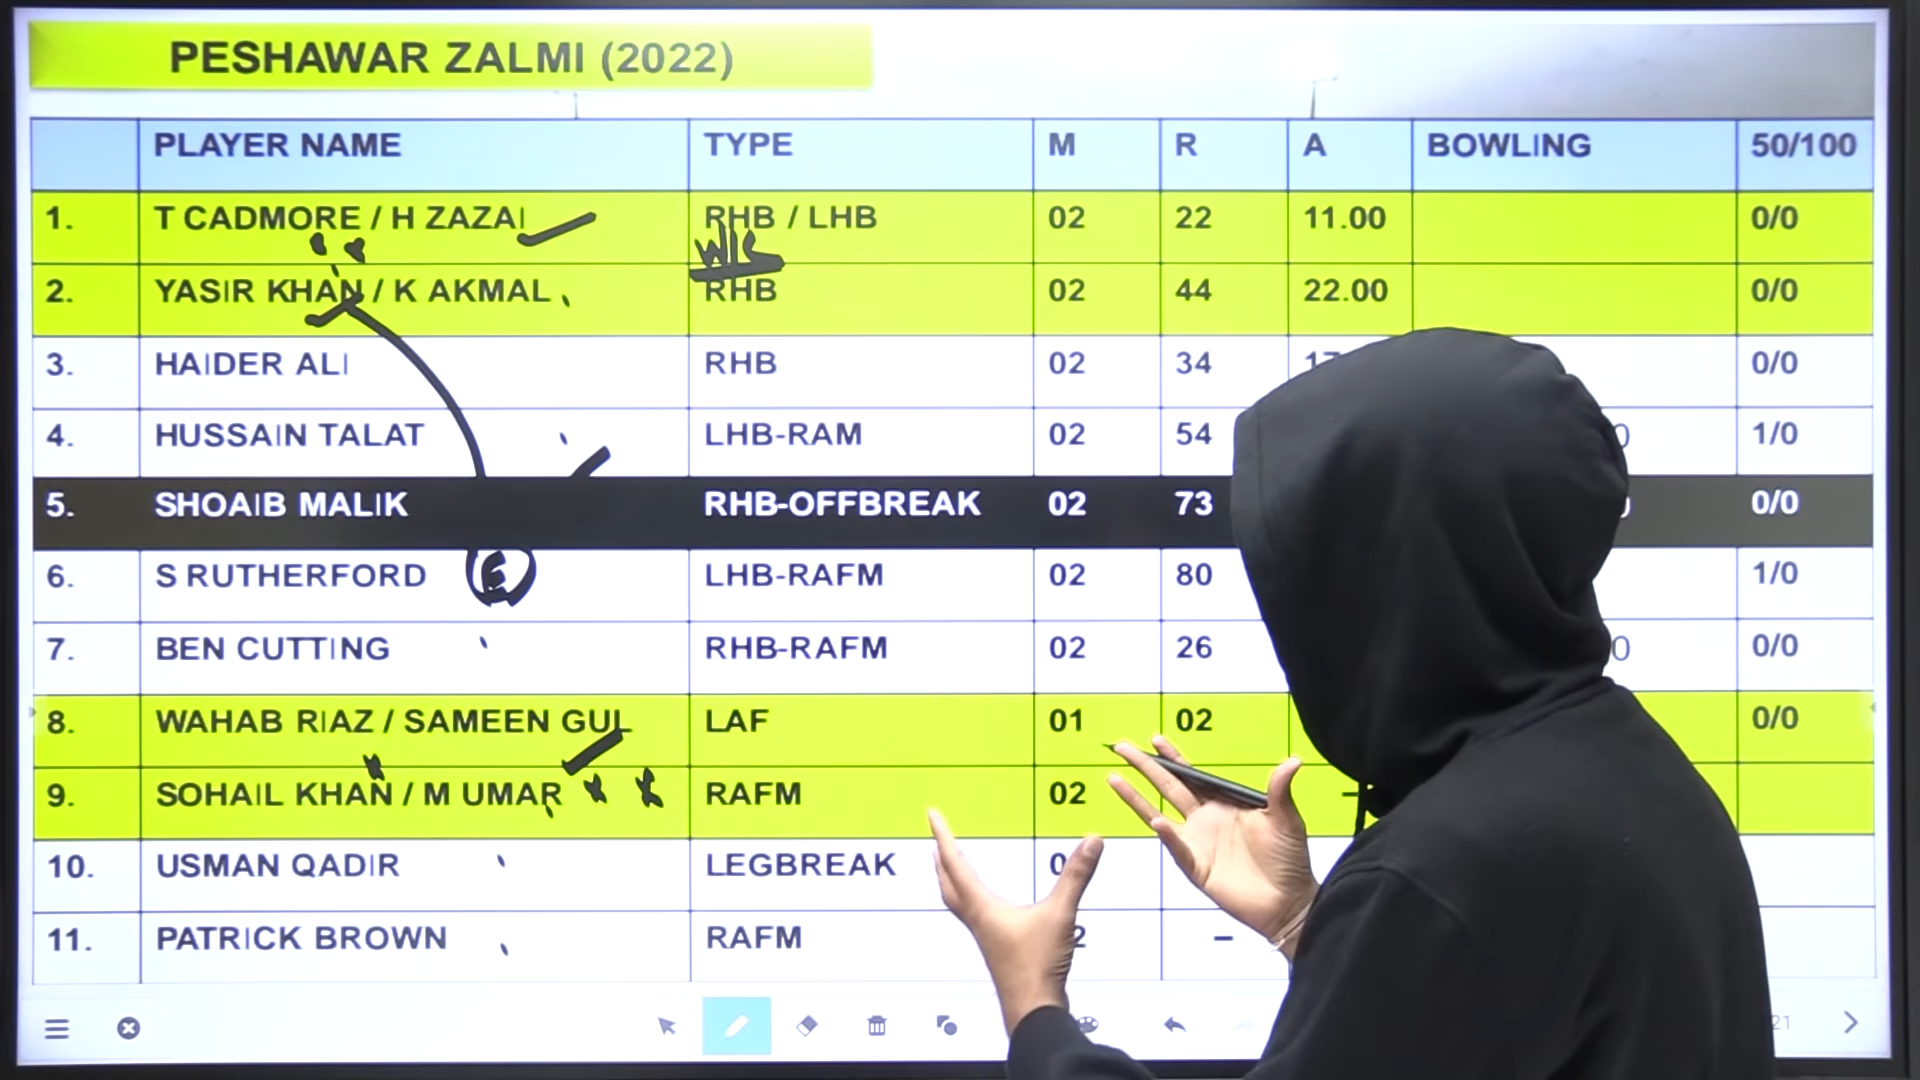 PESHAWAR ZALMI (2022)
PLAYER NAME TYPE M R A BOWLING 50/100
1. T CADMORE / H ZAZAI RHB / LHB 02 22 11.00 0/0
W/C
2. YASIR KHAN / K AKMAL RHB 02 44 22.00 0/0
3. HAIDER ALI RHB 02 34 0/0
4. HUSSAIN TALAT LHB-RAM 02 54 1/0
5. SHOAIB MALIK RHB-OFFBREAK 02 73 0/0
6. S RUTHERFORD E LHB-RAFM 02 80 1/0
7. BEN CUTTING RHB-RAFM 02 26 0/0
8. WAHAB RIAZ / SAMEEN GUL LAF 01 02 0/0
9. SOHAIL KHAN / M UMAR RAFM 02 –
10. USMAN QADIR LEGBREAK
11. PATRICK BROWN RAFM –
21